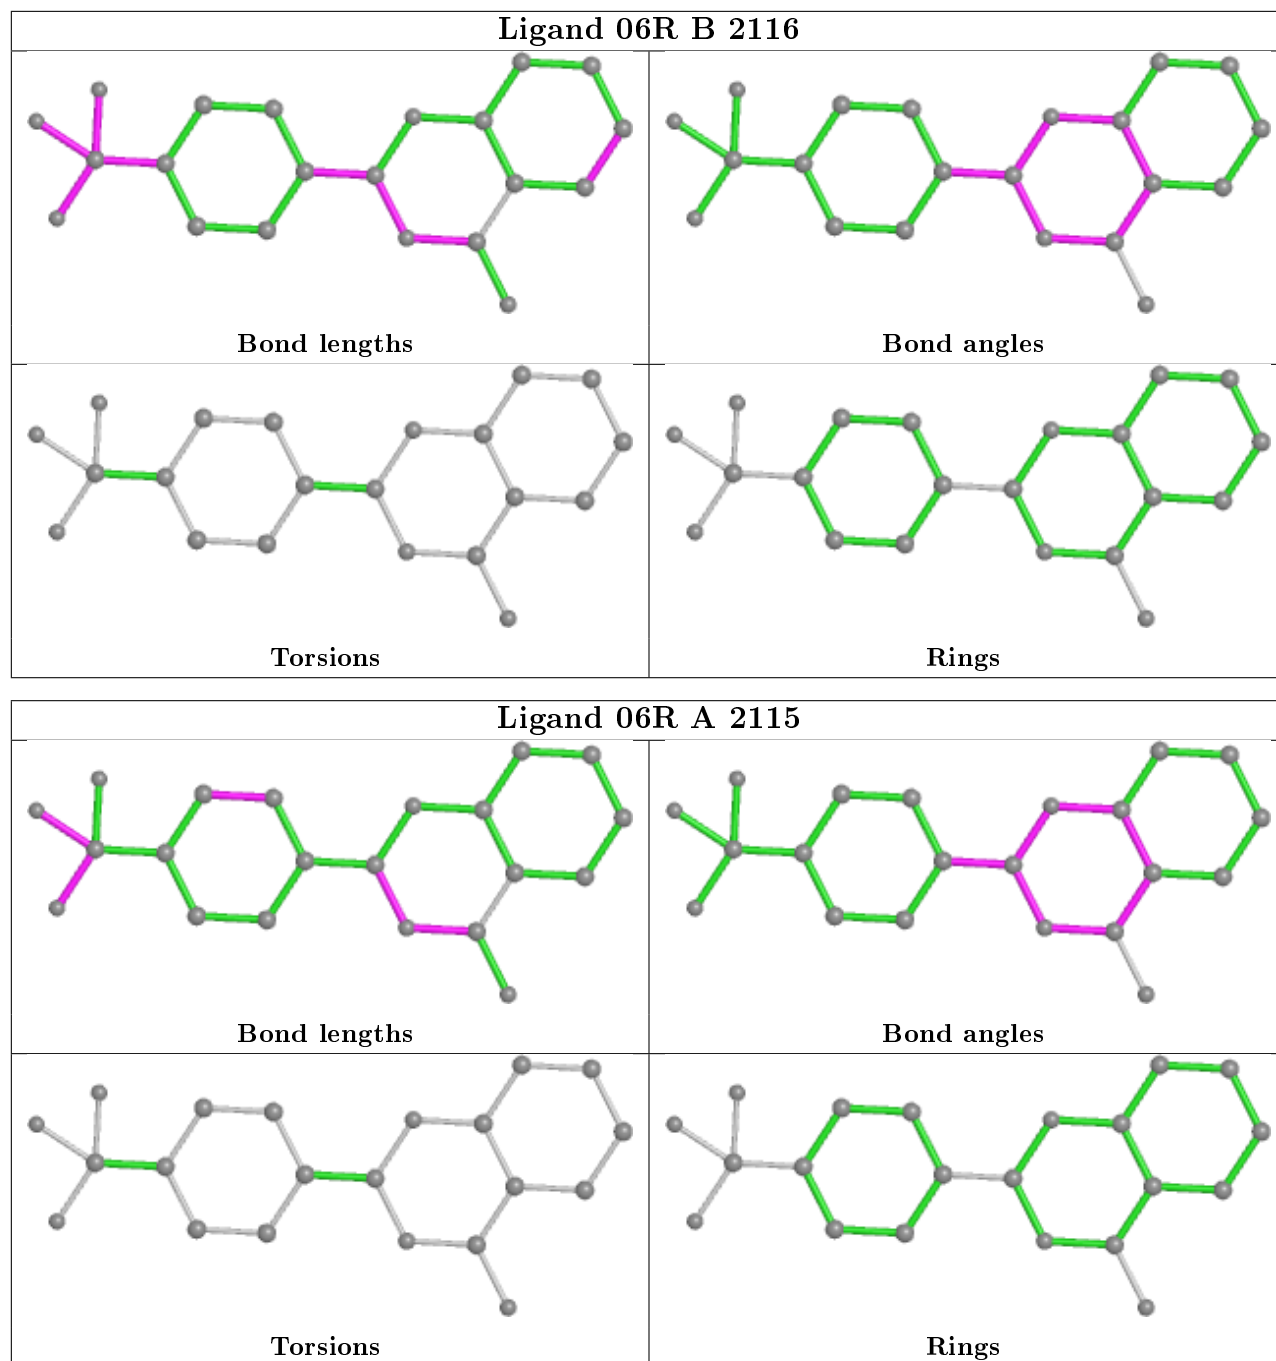 Ligand 06R B 2116
Bond lengths
Bond angles
Torsions
Rings
Ligand 06R A 2115
Bond lengths
Bond angles
Torsions
Rings